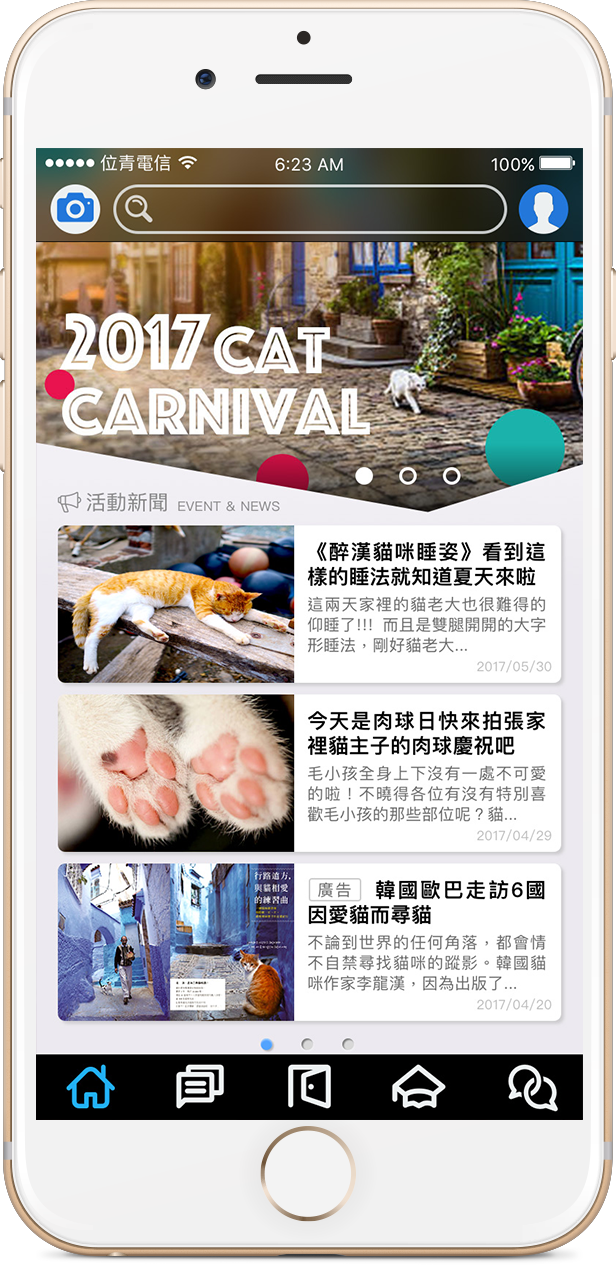 位青電信
6:23 AM
100%
2017 CAT
CARNIVAL
活動新聞 EVENT & NEWS
《醉漢貓咪睡姿》看到這
樣的睡法就知道夏天來啦
這兩天家裡的貓老大也很難得的
仰睡了!!! 而且是雙腿開開的大字
形睡法，剛好貓老大...
2017/05/30
今天是肉球日快來拍張家
裡貓主子的肉球慶祝吧
毛小孩全身上下沒有一處不可愛
的啦！不曉得各位有沒有特別喜
歡毛小孩的那些部位呢？貓...
2017/04/29
行路遠方，
與貓相愛
的練習曲
廣告 韓國歐巴走訪6國
因愛貓而尋貓
不論到世界的任何角落，都會情
不自禁尋找貓咪的蹤影。韓國貓
咪作家李龍漢，因為出版了...
2017/04/20